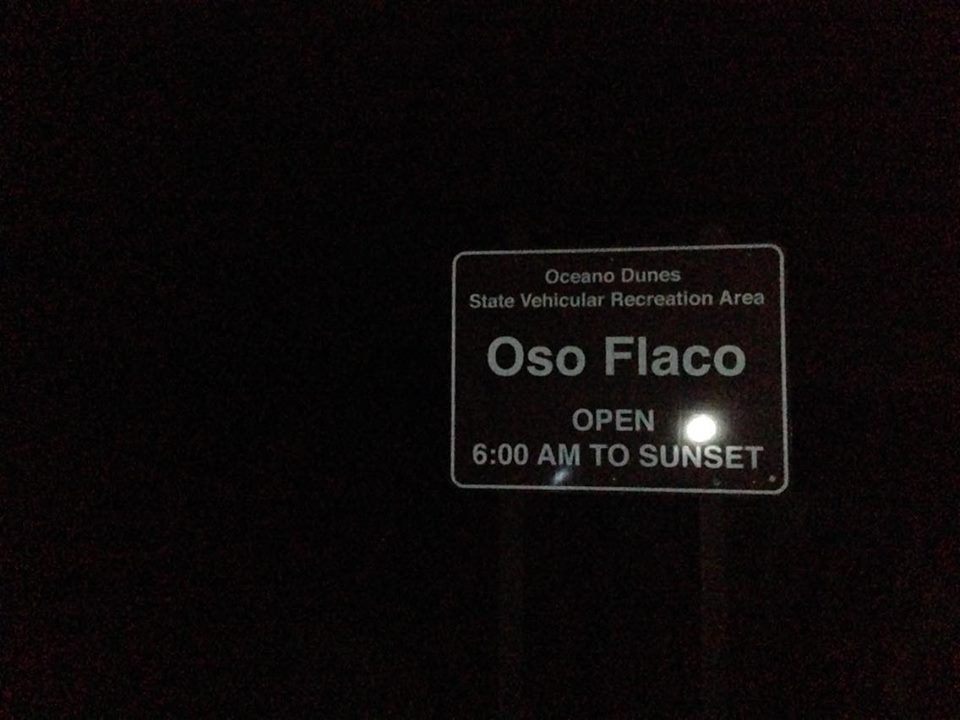 Oceano Dunes
State Vehicular Recreation Area
Oso Flaco
OPEN
6:00 AM TO SUNSET